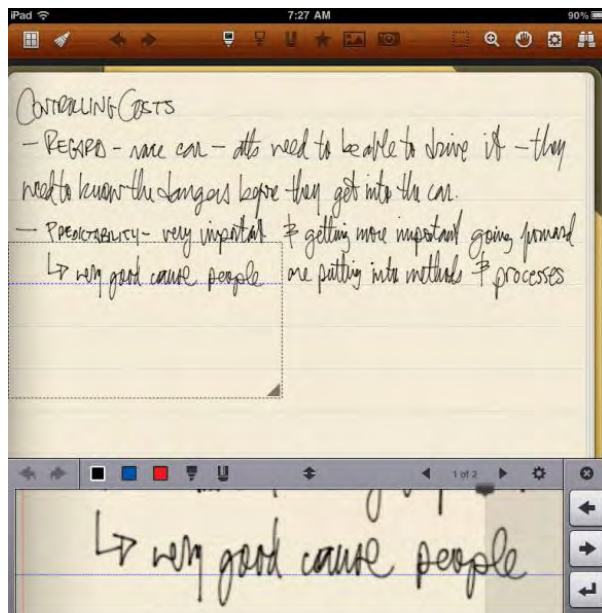 iPad 7:27 AM 90%
CONTROLLING COSTS
– REGARD – race car – atts need to be able to drive it – they
need to know the dangers before they get into the car.
– PREDICTABILITY – very important & getting more important going forward
↳ very good cause people are putting into methods & processes
1 of 2
↳ very good cause people